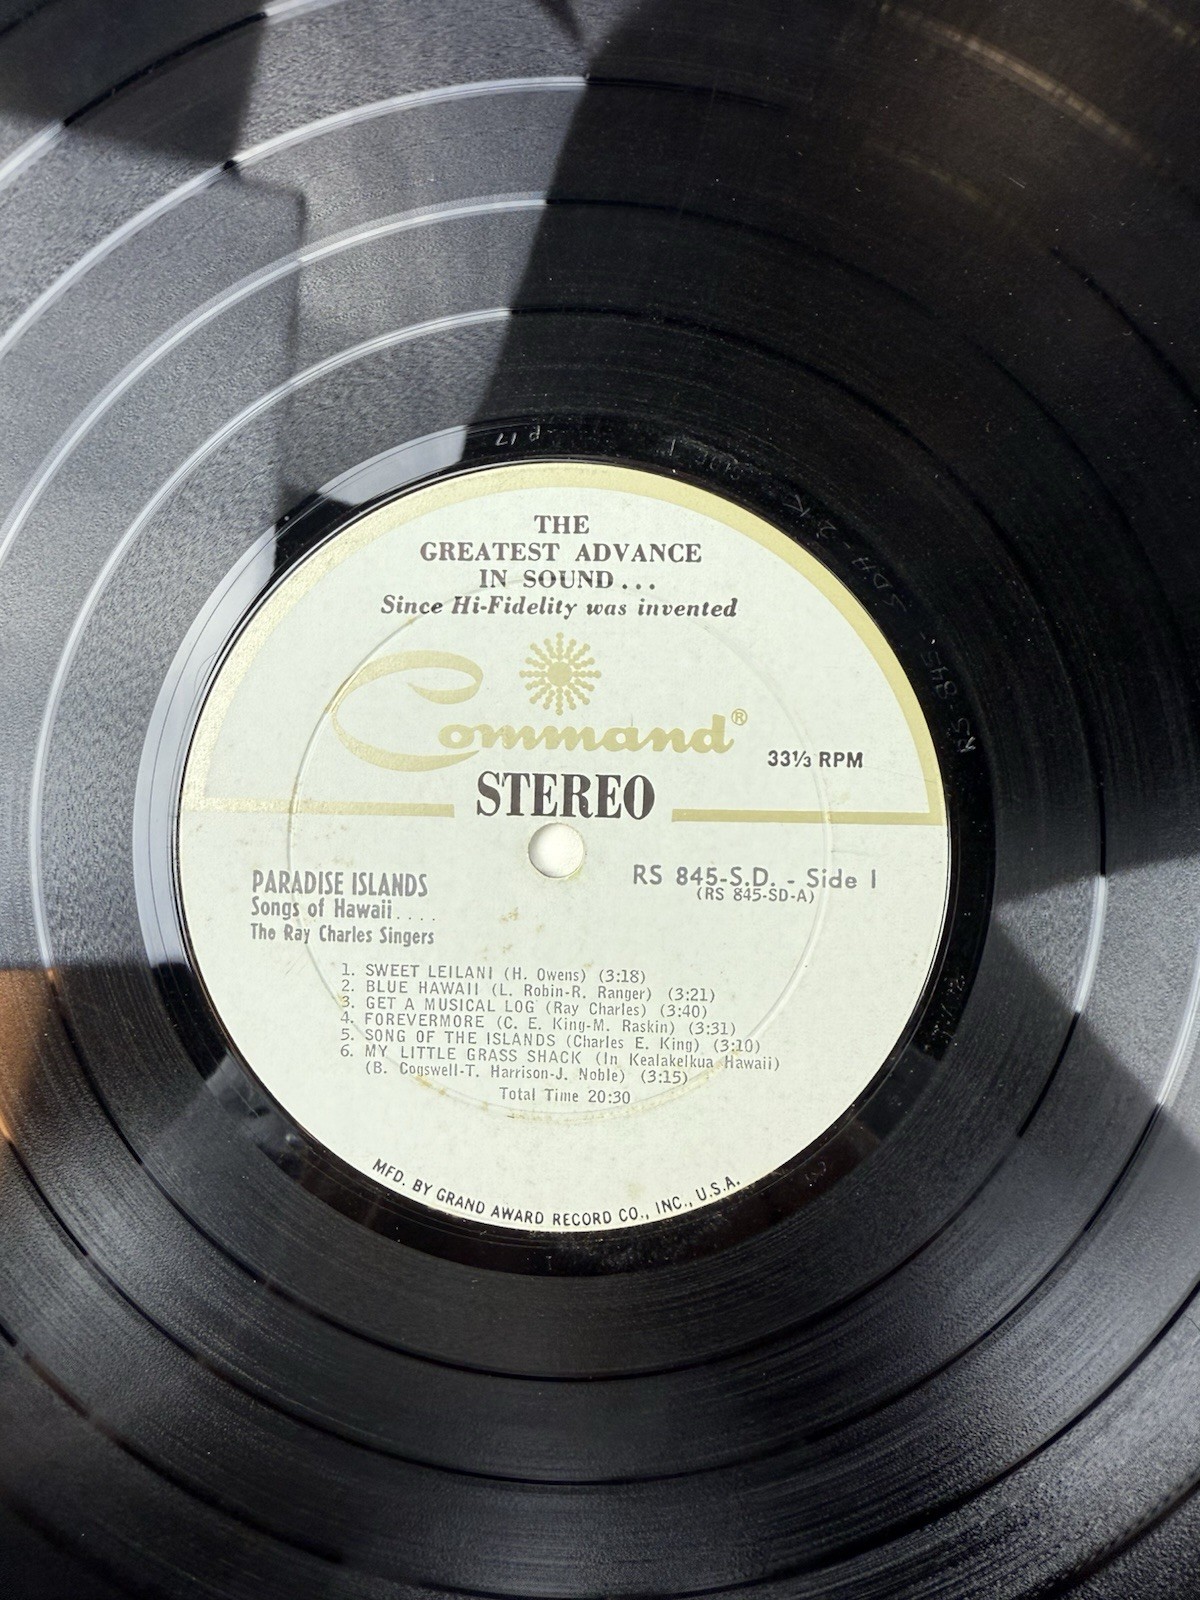 THE
GREATEST ADVANCE
IN SOUND...
Since Hi-Fidelity was invented
Command®
33⅓ RPM
STEREO
PARADISE ISLANDS
Songs of Hawaii....
The Ray Charles Singers
RS 845-S.D. - Side 1
(RS 845-SD-A)
1. SWEET LEILANI (H. Owens) (3:18)
2. BLUE HAWAII (L. Robin-R. Ranger) (3:21)
3. GET A MUSICAL LOG (Ray Charles) (3:40)
4. FOREVERMORE (C. E. King-M. Raskin) (3:31)
5. SONG OF THE ISLANDS (Charles E. King) (3:10)
6. MY LITTLE GRASS SHACK (In Kealakelkua Hawaii)
(B. Cogswell-T. Harrison-J. Noble) (3:15)
Total Time 20:30
MFD. BY GRAND AWARD RECORD CO., INC., U.S.A.
RS-845-